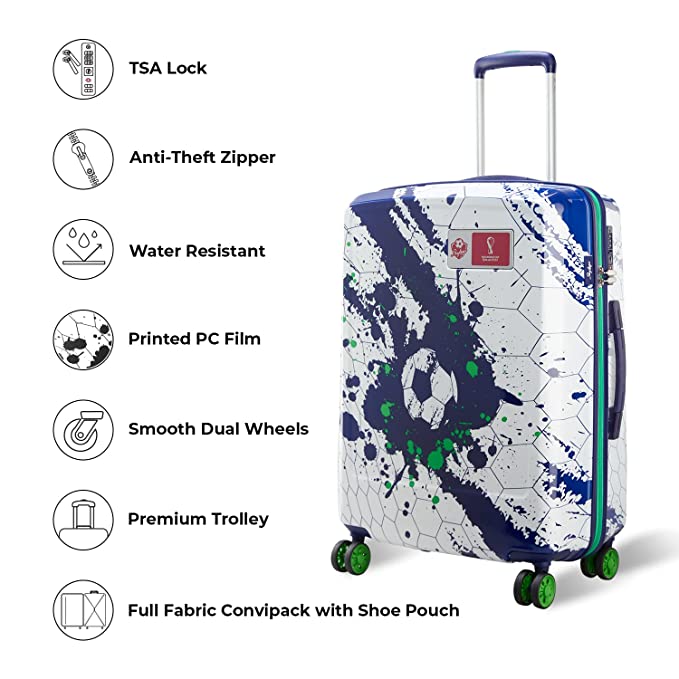 TSA Lock
Anti-Theft Zipper
Water Resistant
Printed PC Film
Smooth Dual Wheels
Premium Trolley
Full Fabric Convipack with Shoe Pouch